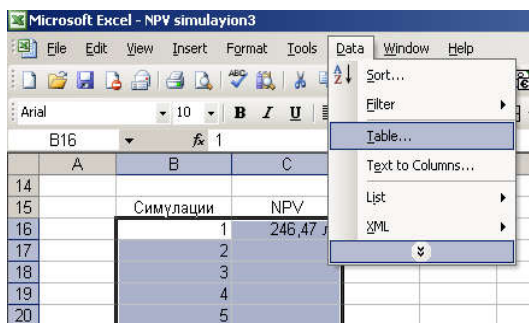 Microsoft Excel - NPV simulayion3
File Edit View Insert Format Tools Data Window Help
Arial 10 B I U
B16 fx 1
A B C
14
15 Симулации NPV
16 1 246,47 л
17 2
18 3
19 4
20 5
Sort...
Filter
Table...
Text to Columns...
List
XML